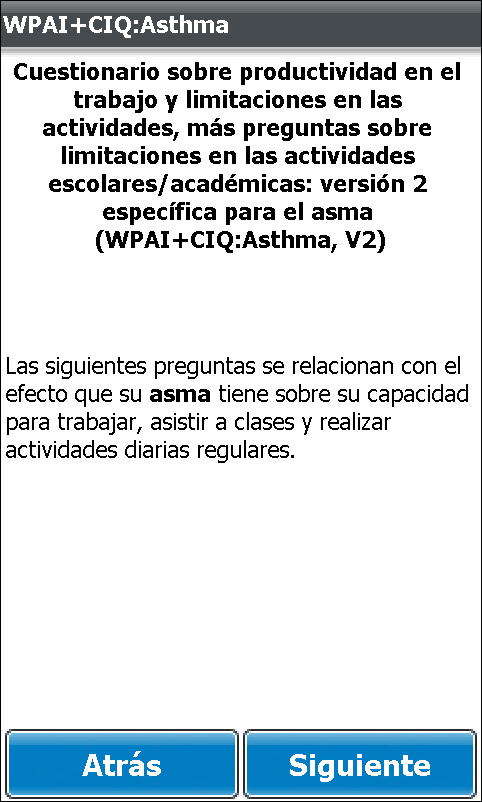 WPAI+CIQ:Asthma
Cuestionario sobre productividad en el
trabajo y limitaciones en las
actividades, más preguntas sobre
limitaciones en las actividades
escolares/académicas: versión 2
específica para el asma
(WPAI+CIQ:Asthma, V2)
Las siguientes preguntas se relacionan con el
efecto que su asma tiene sobre su capacidad
para trabajar, asistir a clases y realizar
actividades diarias regulares.
Atrás
Siguiente